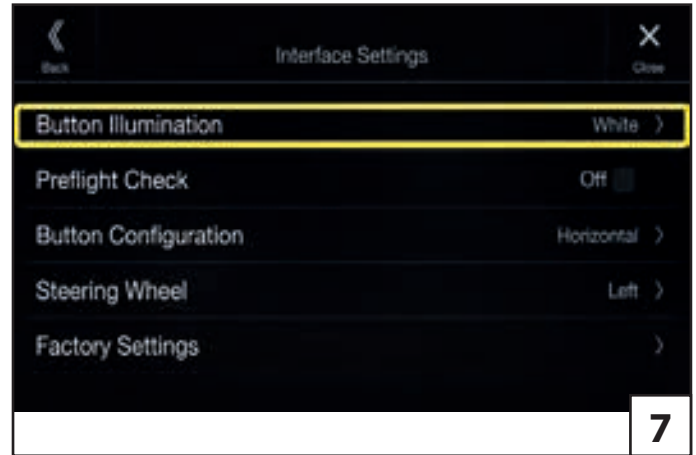 Back
Interface Settings
Close
Button Illumination White
Preflight Check Off
Button Configuration Horizontal
Steering Wheel Left
Factory Settings
7